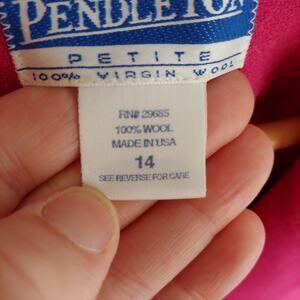 PENDLETON
PETITE
100% VIRGIN WOOL
RN# 29685
100% WOOL
MADE IN USA
14
SEE REVERSE FOR CARE